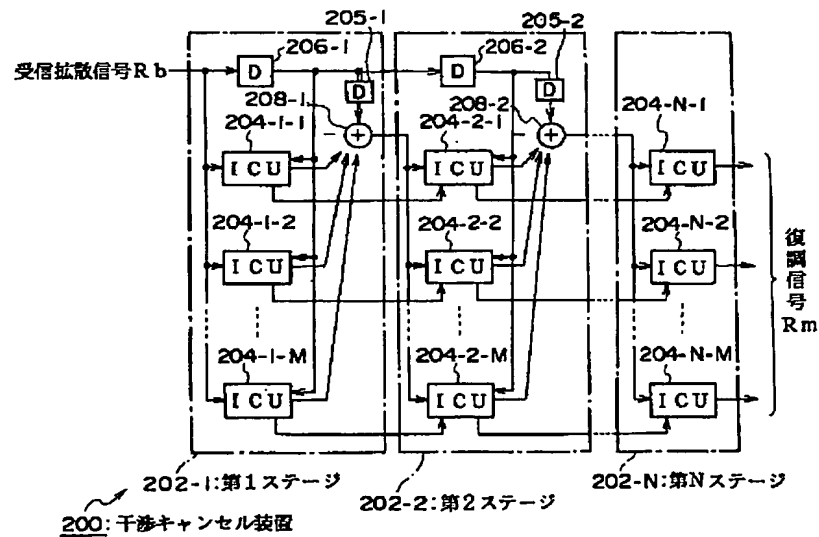 205-1
205-2
206-1
206-2
受信拡散信号Rb
D
D
D
D
208-1
208-2
204-1-1
204-2-1
204-N-1
−
+
−
+
ICU
ICU
ICU
204-1-2
204-2-2
204-N-2
ICU
ICU
ICU
復調信号Rm
204-1-M
204-2-M
204-N-M
ICU
ICU
ICU
202-1:第1ステージ
202-2:第2ステージ
202-N:第Nステージ
200:干渉キャンセル装置